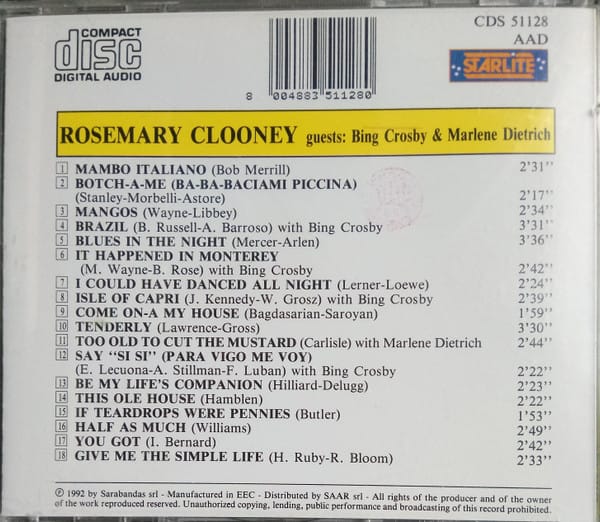 COMPACT
disc
DIGITAL AUDIO
CDS 51128
AAD
STARLITE
8 004883 511280
ROSEMARY CLOONEY guests: Bing Crosby & Marlene Dietrich
1 MAMBO ITALIANO (Bob Merrill) 2'31''
2 BOTCH-A-ME (BA-BA-BACIAMI PICCINA)
(Stanley-Morbelli-Astore) 2'17''
3 MANGOS (Wayne-Libbey) 2'34''
4 BRAZIL (B. Russell-A. Barroso) with Bing Crosby 3'31''
5 BLUES IN THE NIGHT (Mercer-Arlen) 3'36''
6 IT HAPPENED IN MONTEREY
(M. Wayne-B. Rose) with Bing Crosby 2'42''
7 I COULD HAVE DANCED ALL NIGHT (Lerner-Loewe) 2'24''
8 ISLE OF CAPRI (J. Kennedy-W. Grosz) with Bing Crosby 2'39''
9 COME ON-A MY HOUSE (Bagdasarian-Saroyan) 1'59''
10 TENDERLY (Lawrence-Gross) 3'30''
11 TOO OLD TO CUT THE MUSTARD (Carlisle) with Marlene Dietrich 2'44''
12 SAY "SI SI" (PARA VIGO ME VOY)
(E. Lecuona-A. Stillman-F. Luban) with Bing Crosby 2'22''
13 BE MY LIFE'S COMPANION (Hilliard-Delugg) 2'23''
14 THIS OLE HOUSE (Hamblen) 2'22''
15 IF TEARDROPS WERE PENNIES (Butler) 1'53''
16 HALF AS MUCH (Williams) 2'49''
17 YOU GOT (I. Bernard) 2'42''
18 GIVE ME THE SIMPLE LIFE (H. Ruby-R. Bloom) 2'33''
℗ 1992 by Sarabandas srl - Manufactured in EEC - Distributed by SAAR srl - All rights of the producer and of the owner
of the work reproduced reserved. Unauthorized copying, lending, public performance and broadcasting of this record prohibited.